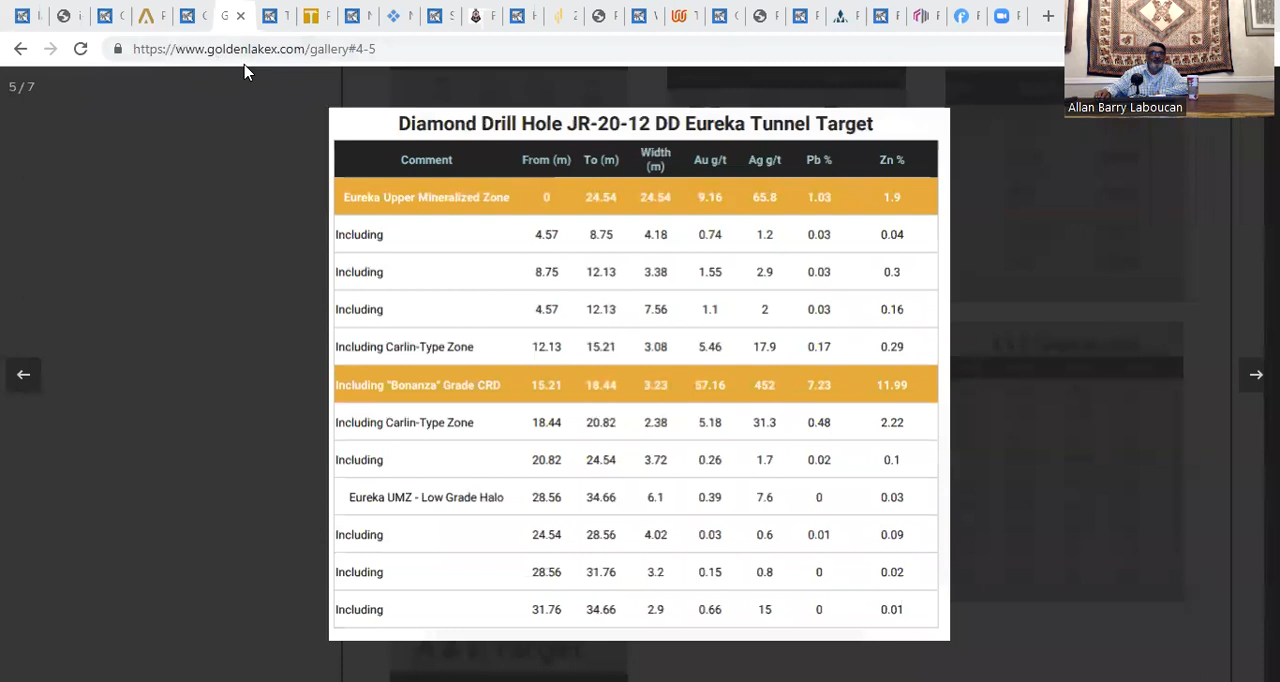 https://www.goldenlakex.com/gallery#4-5
5/7
Allan Barry Laboucan
Diamond Drill Hole JR-20-12 DD Eureka Tunnel Target
Comment From (m) To (m) Width (m) Au g/t Ag g/t Pb % Zn %
Eureka Upper Mineralized Zone 0 24.54 24.54 9.16 65.8 1.03 1.9
Including 4.57 8.75 4.18 0.74 1.2 0.03 0.04
Including 8.75 12.13 3.38 1.55 2.9 0.03 0.3
Including 4.57 12.13 7.56 1.1 2 0.03 0.16
Including Carlin-Type Zone 12.13 15.21 3.08 5.46 17.9 0.17 0.29
Including "Bonanza" Grade CRD 15.21 18.44 3.23 57.16 452 7.23 11.99
Including Carlin-Type Zone 18.44 20.82 2.38 5.18 31.3 0.48 2.22
Including 20.82 24.54 3.72 0.26 1.7 0.02 0.1
Eureka UMZ - Low Grade Halo 28.56 34.66 6.1 0.39 7.6 0 0.03
Including 24.54 28.56 4.02 0.03 0.6 0.01 0.09
Including 28.56 31.76 3.2 0.15 0.8 0 0.02
Including 31.76 34.66 2.9 0.66 15 0 0.01